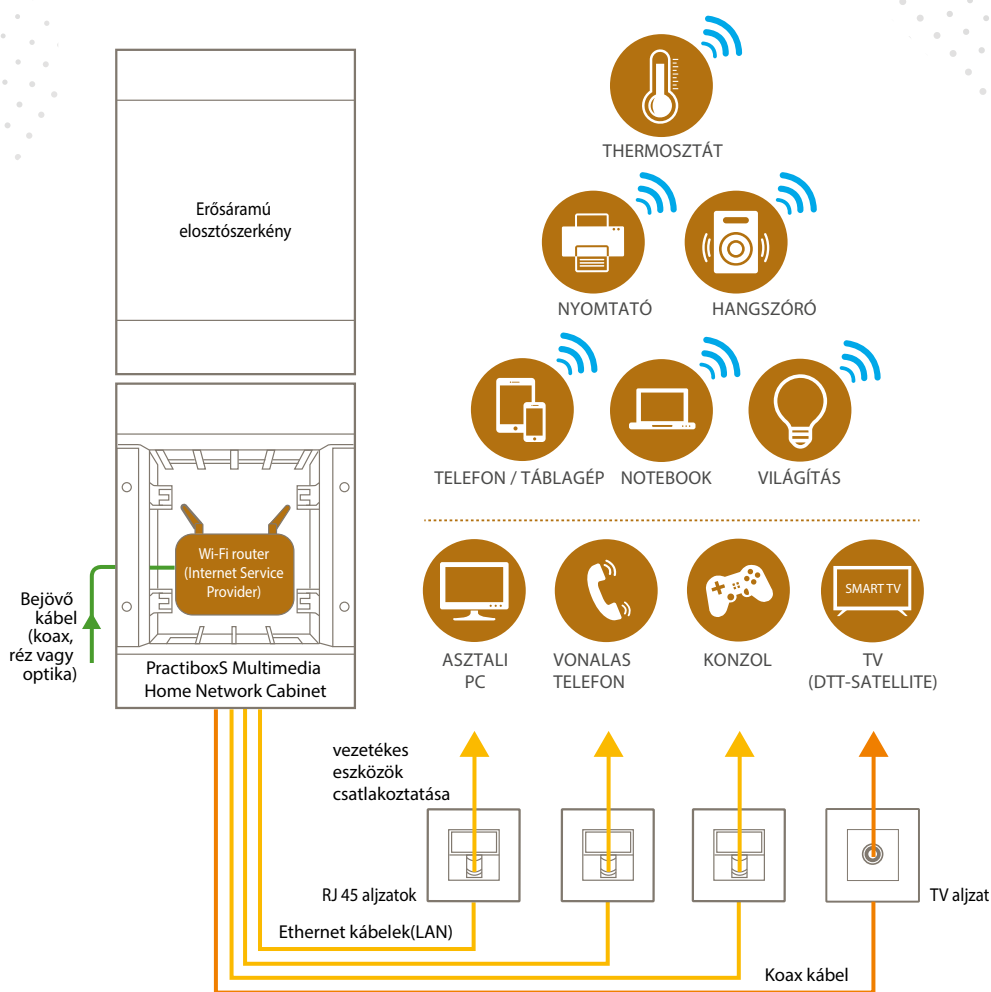 THERMOSZTÁT
Erősáramú
elosztószerkény
NYOMTATÓ
HANGSZÓRÓ
TELEFON / TÁBLAGÉP
NOTEBOOK
VILÁGÍTÁS
Wi-Fi router
(Internet Service
Provider)
Bejövő
kábel
(koax,
réz vagy
optika)
PractiboxS Multimedia
Home Network Cabinet
SMART TV
ASZTALI
PC
VONALAS
TELEFON
KONZOL
TV
(DTT-SATELLITE)
vezetékes
eszközök
csatlakoztatása
RJ 45 aljzatok
TV aljzat
Ethernet kábelek(LAN)
Koax kábel